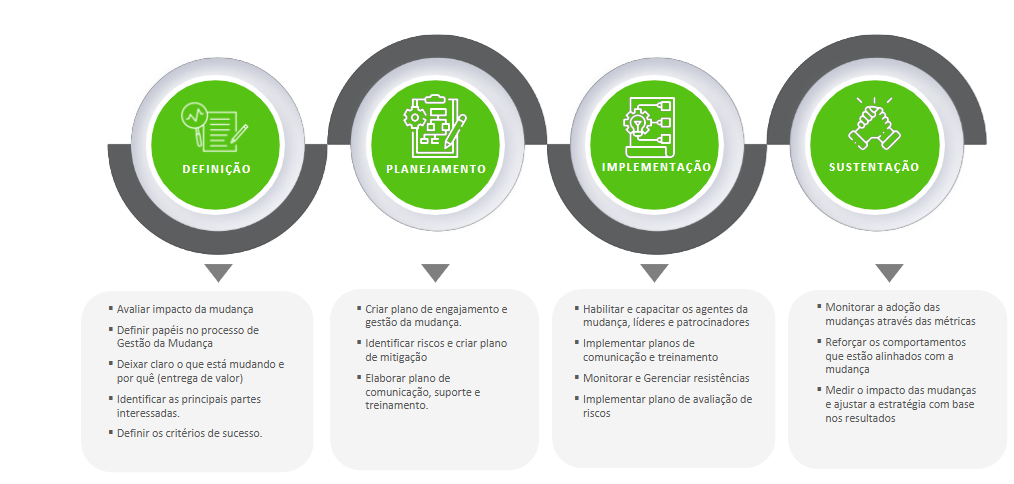 DEFINIÇÃO
PLANEJAMENTO
IMPLEMENTAÇÃO
SUSTENTAÇÃO
▪ Avaliar impacto da mudança
▪ Definir papéis no processo de
Gestão da Mudança
▪ Deixar claro o que está mudando e
por quê (entrega de valor)
▪ Identificar as principais partes
interessadas.
▪ Definir os critérios de sucesso.
▪ Criar plano de engajamento e
gestão da mudança.
▪ Identificar riscos e criar plano
de mitigação
▪ Elaborar plano de
comunicação, suporte e
treinamento.
▪ Habilitar e capacitar os agentes da
mudança, líderes e patrocinadores
▪ Implementar planos de
comunicação e treinamento
▪ Monitorar e Gerenciar resistências
▪ Implementar plano de avaliação de
riscos
▪ Monitorar a adoção das
mudanças através das métricas
▪ Reforçar os comportamentos
que estão alinhados com a
mudança
▪ Medir o impacto das mudanças
e ajustar a estratégia com base
nos resultados